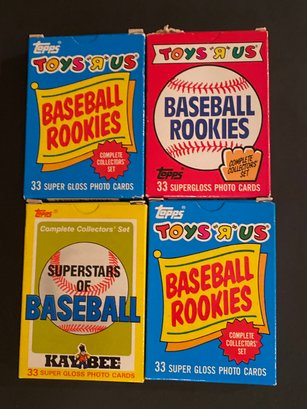 Topps
TOYS "R" US
BASEBALL
ROOKIES
COMPLETE
COLLECTORS'
SET
33 SUPER GLOSS PHOTO CARDS
Topps
TOYS "R" US
BASEBALL
ROOKIES
COMPLETE
COLLECTORS'
SET
33 SUPERGLOSS PHOTO CARDS
Topps
Complete Collectors' Set
SUPERSTARS
OF
BASEBALL
KAY BEE
33 SUPER GLOSS PHOTO CARDS
Topps
TOYS "R" US
BASEBALL
ROOKIES
COMPLETE
COLLECTORS'
SET
33 SUPER GLOSS PHOTO CARDS